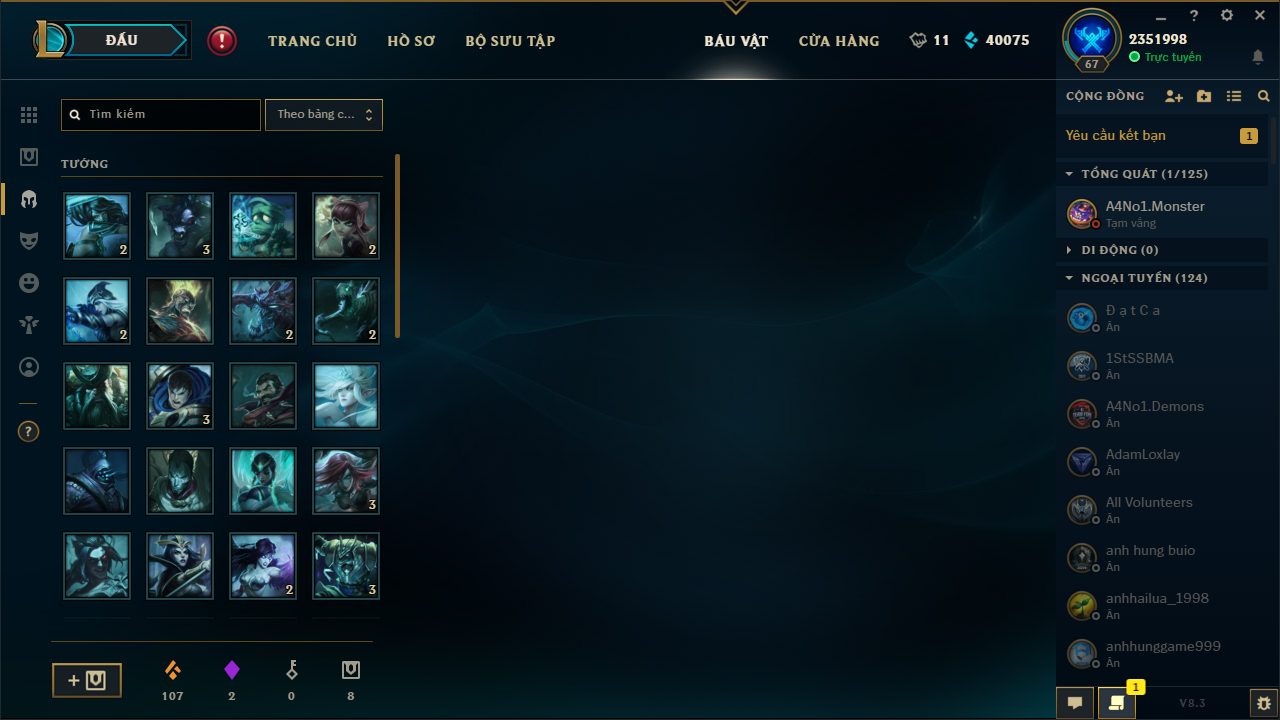 ĐẤU
TRANG CHỦ
HỒ SƠ
BỘ SƯU TẬP
BÁU VẬT
CỬA HÀNG
11
40075
67
2351998
Trực tuyến
Tìm kiếm
Theo bảng c...
CỘNG ĐỒNG
Yêu cầu kết bạn
1
TƯỚNG
2
3
2
2
2
2
3
3
2
3
TỔNG QUÁT (1/125)
A4No1.Monster
Tạm vắng
DI ĐỘNG (0)
NGOẠI TUYẾN (124)
Đ ạ t C a
Ẩn
1StSSBMA
Ẩn
A4No1.Demons
Ẩn
AdamLoxlay
Ẩn
All Volunteers
Ẩn
anh hung buio
Ẩn
anhhailua_1998
Ẩn
anhhunggame999
Ẩn
?
+
107
2
0
8
1
V8.3